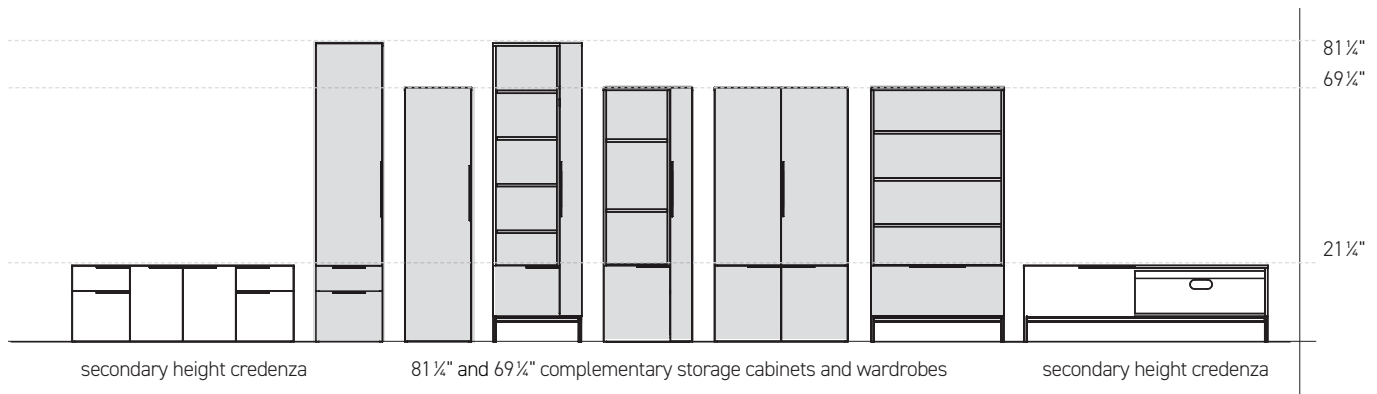 81¼"
69¼"
21¼"
secondary height credenza
81¼" and 69¼" complementary storage cabinets and wardrobes
secondary height credenza